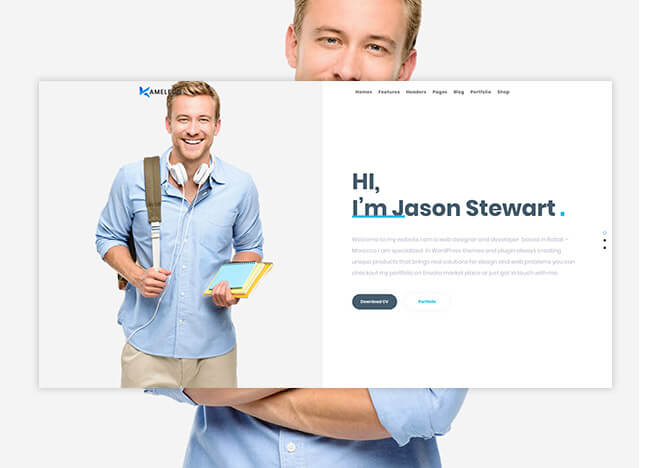 KAMELEO
Homes Features Headers Pages Blog Portfolio Shop
HI,
I'm Jason Stewart .
Welcome to my website I am a web designer and developer based in Rabat –
Morocco I am specialized in WordPress themes and plugin always creating
unique products that brings real solutions for design and web problems you can
checkout my portfolio on Envato market place or just get in touch with me.
Download CV
Portfolio